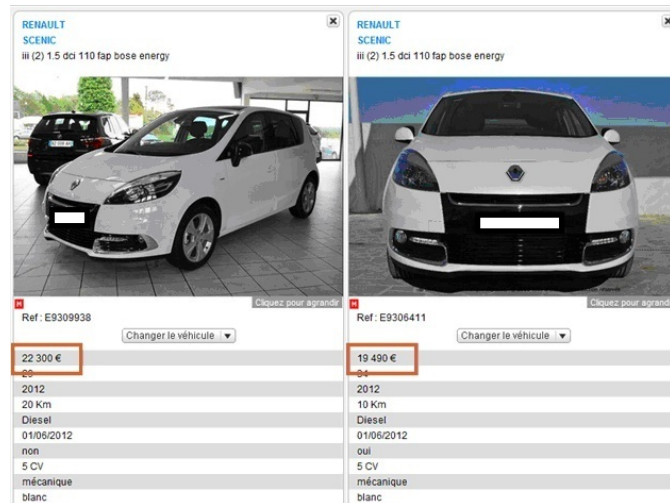 RENAULT
SCENIC
iii (2) 1.5 dci 110 fap bose energy
Cliquez pour agrandir
Ref : E9309938
Changer le véhicule
22 300 €
2012
20 Km
Diesel
01/06/2012
non
5 CV
mécanique
blanc
RENAULT
SCENIC
iii (2) 1.5 dci 110 fap bose energy
Cliquez pour agrand
Ref : E9306411
Changer le véhicule
19 490 €
2012
10 Km
Diesel
01/06/2012
oui
5 CV
mécanique
blanc